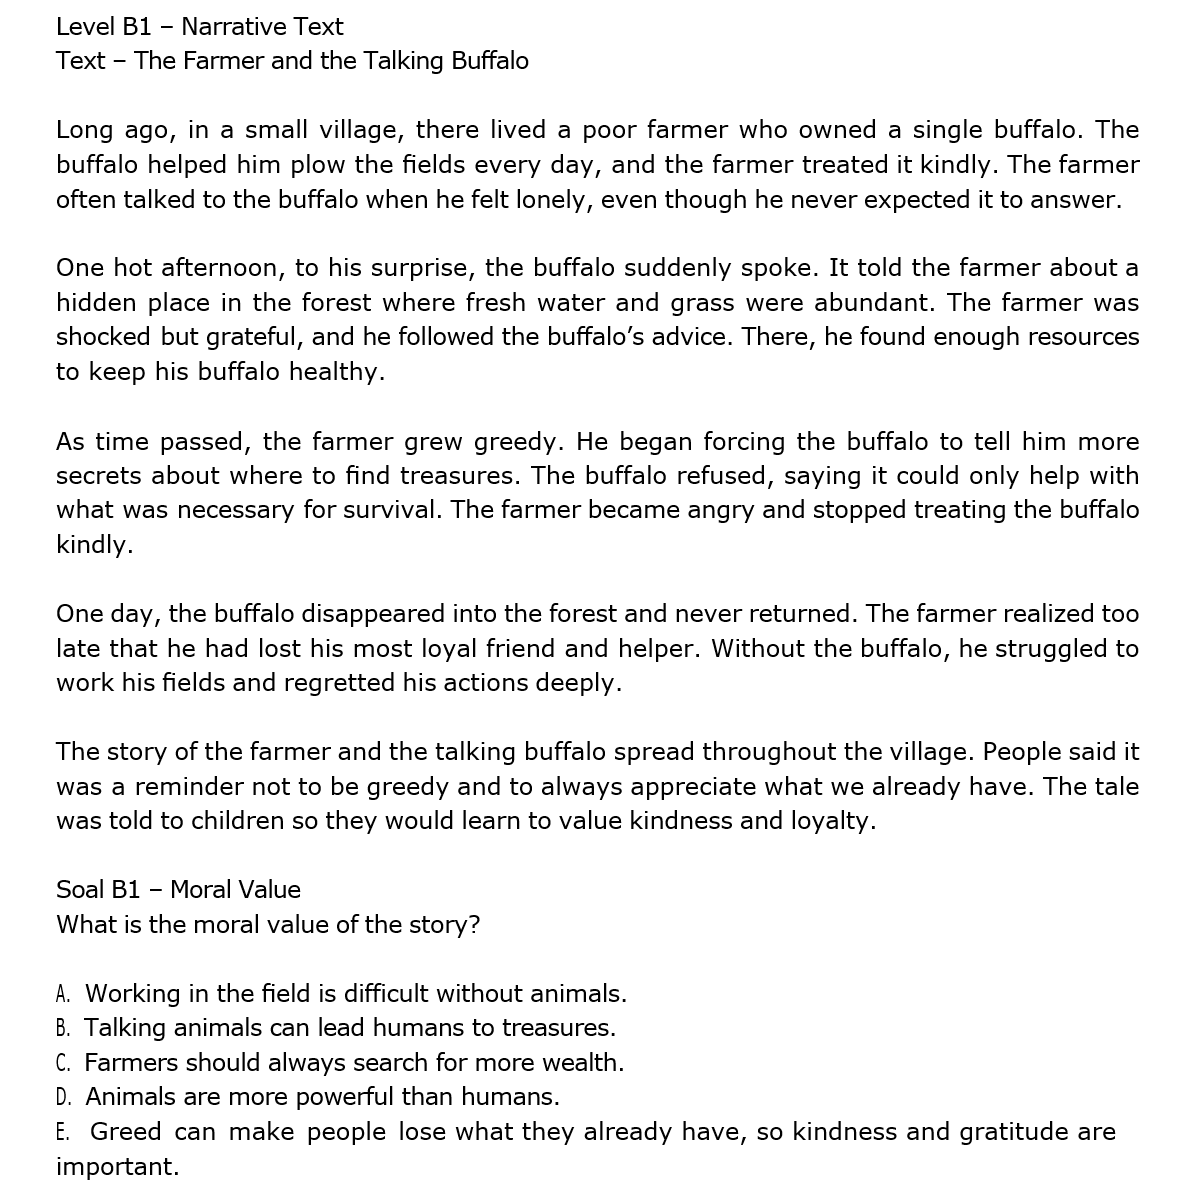 Level B1 – Narrative Text
Text – The Farmer and the Talking Buffalo
Long ago, in a small village, there lived a poor farmer who owned a single buffalo. The
buffalo helped him plow the fields every day, and the farmer treated it kindly. The farmer
often talked to the buffalo when he felt lonely, even though he never expected it to answer.
One hot afternoon, to his surprise, the buffalo suddenly spoke. It told the farmer about a
hidden place in the forest where fresh water and grass were abundant. The farmer was
shocked but grateful, and he followed the buffalo’s advice. There, he found enough resources
to keep his buffalo healthy.
As time passed, the farmer grew greedy. He began forcing the buffalo to tell him more
secrets about where to find treasures. The buffalo refused, saying it could only help with
what was necessary for survival. The farmer became angry and stopped treating the buffalo
kindly.
One day, the buffalo disappeared into the forest and never returned. The farmer realized too
late that he had lost his most loyal friend and helper. Without the buffalo, he struggled to
work his fields and regretted his actions deeply.
The story of the farmer and the talking buffalo spread throughout the village. People said it
was a reminder not to be greedy and to always appreciate what we already have. The tale
was told to children so they would learn to value kindness and loyalty.
Soal B1 – Moral Value
What is the moral value of the story?
A. Working in the field is difficult without animals.
B. Talking animals can lead humans to treasures.
C. Farmers should always search for more wealth.
D. Animals are more powerful than humans.
E. Greed can make people lose what they already have, so kindness and gratitude are
important.